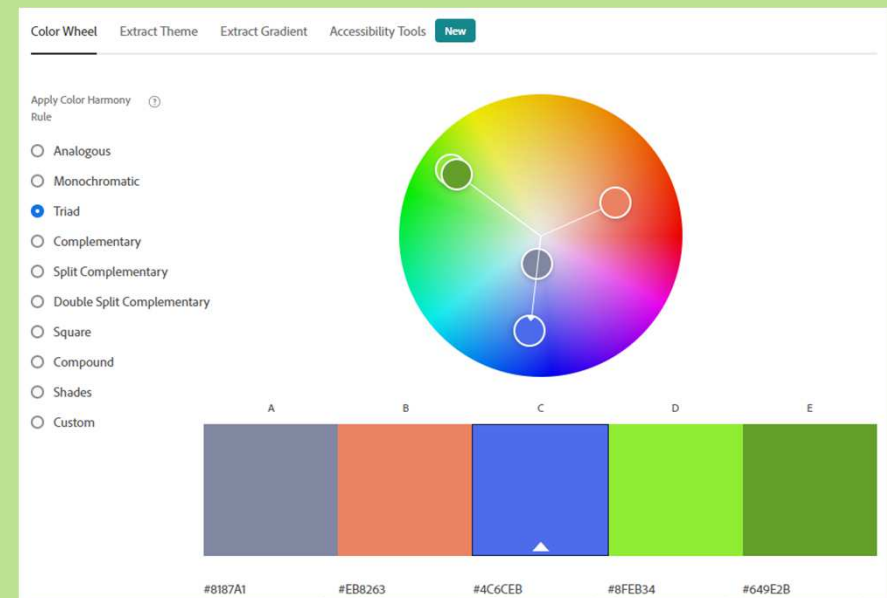 Color Wheel Extract Theme Extract Gradient Accessibility Tools New
Apply Color Harmony ?
Rule
Analogous
Monochromatic
Triad
Complementary
Split Complementary
Double Split Complementary
Square
Compound
Shades
Custom
A B C D E
#8187A1 #EB8263 #4C6CEB #8FEB34 #649E2B